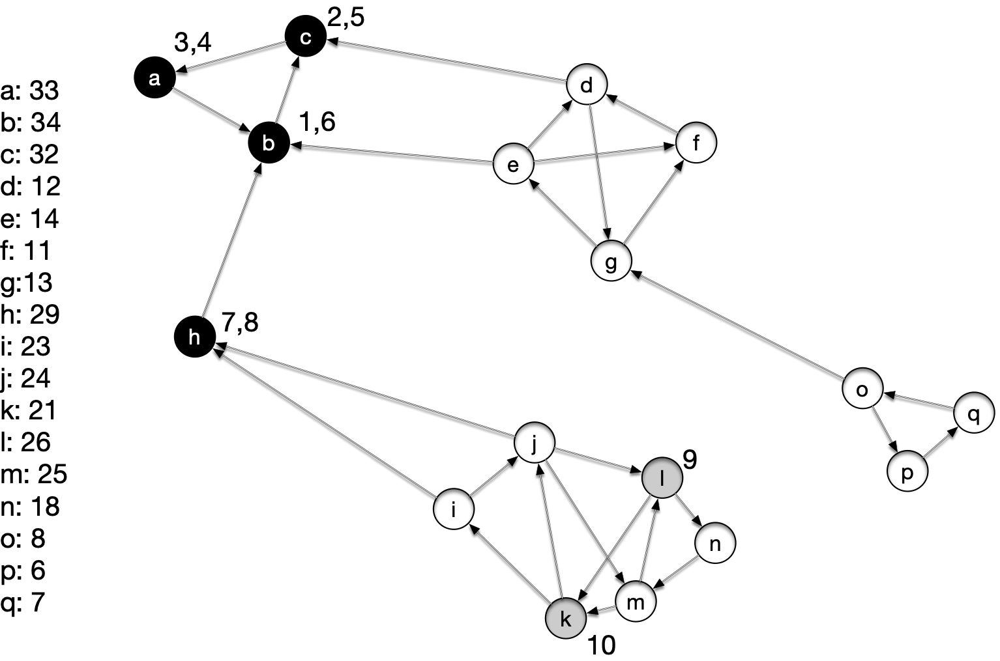 a: 33
b: 34
c: 32
d: 12
e: 14
f: 11
g:13
h: 29
i: 23
j: 24
k: 21
l: 26
m: 25
n: 18
o: 8
p: 6
q: 7
c
2,5
3,4
a
b
1,6
d
e
f
g
h
7,8
o
q
p
j
l
9
i
n
m
k
10